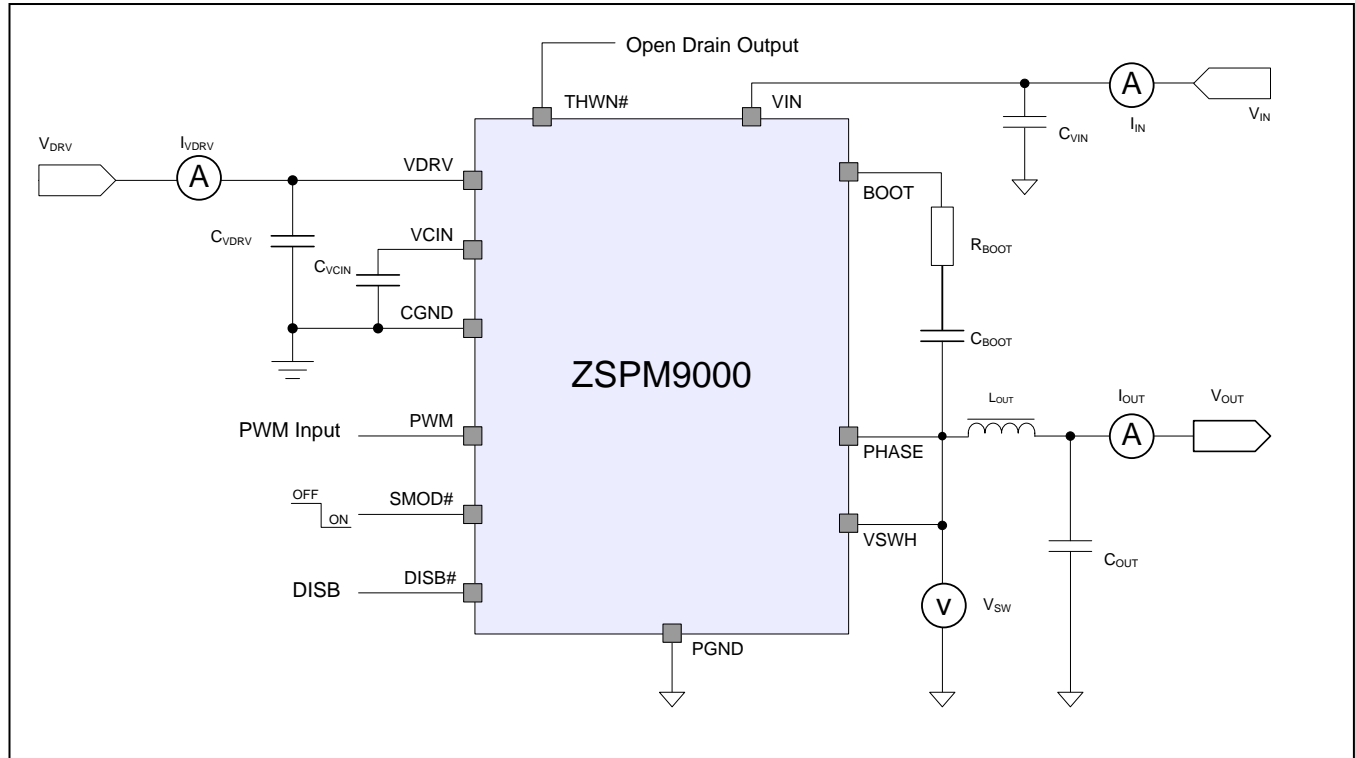 Open Drain Output
THWN#
VIN
A
IIN
VIN
CVIN
VDRV
IVDRV
A
VDRV
CVDRV
VCIN
CVCIN
CGND
BOOT
RBOOT
CBOOT
ZSPM9000
PWM Input
PWM
PHASE
LOUT
IOUT
A
VOUT
OFF
ON
SMOD#
VSWH
COUT
DISB
DISB#
V
VSW
PGND